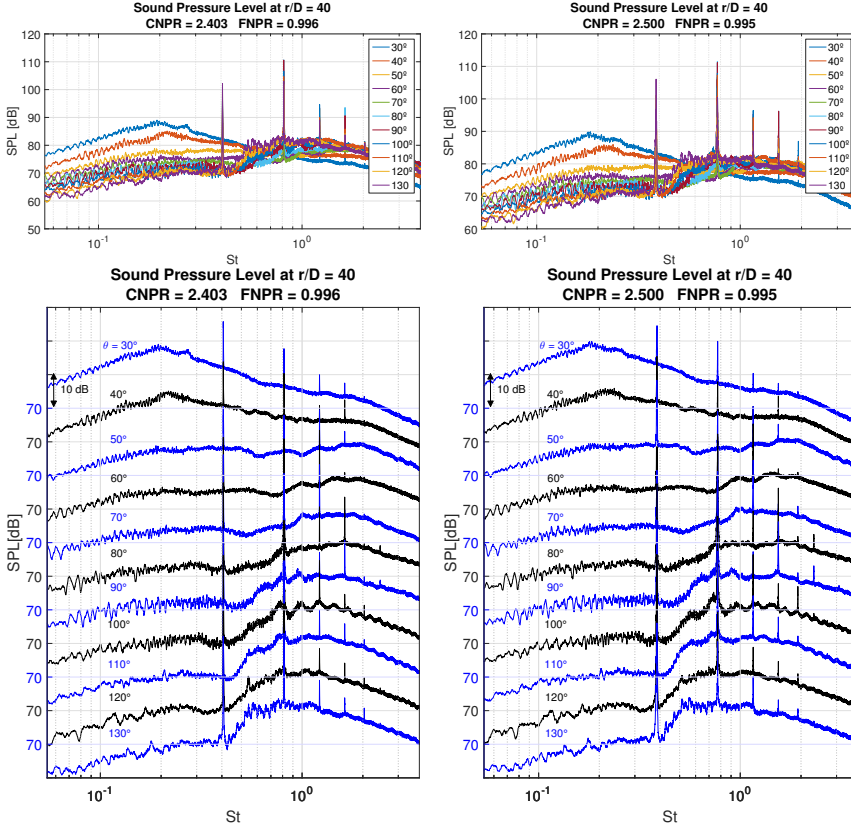 Sound Pressure Level at r/D = 40
CNPR = 2.403 FNPR = 0.996
120
110
100
90
80
70
60
50
SPL [dB]
10⁻¹
10⁰
St
30º
40º
50º
60º
70º
80º
90º
100º
110º
120º
130
Sound Pressure Level at r/D = 40
CNPR = 2.500 FNPR = 0.995
120
110
100
90
80
70
60
SPL [dB]
10⁻¹
10⁰
St
30º
40º
50º
60º
70º
80º
90º
100º
110º
120º
130
Sound Pressure Level at r/D = 40
CNPR = 2.403 FNPR = 0.996
θ = 30°
10 dB
40°
70
70
50°
70
60°
70
70°
70
80°
70
90°
70
100°
70
110°
70
120°
70
130°
70
SPL[dB]
10⁻¹
10⁰
St
Sound Pressure Level at r/D = 40
CNPR = 2.500 FNPR = 0.995
θ = 30°
10 dB
40°
70
70
50°
70
60°
70
70°
70
80°
70
90°
70
100°
70
110°
70
120°
70
130°
70
SPL[dB]
10⁻¹
10⁰
St